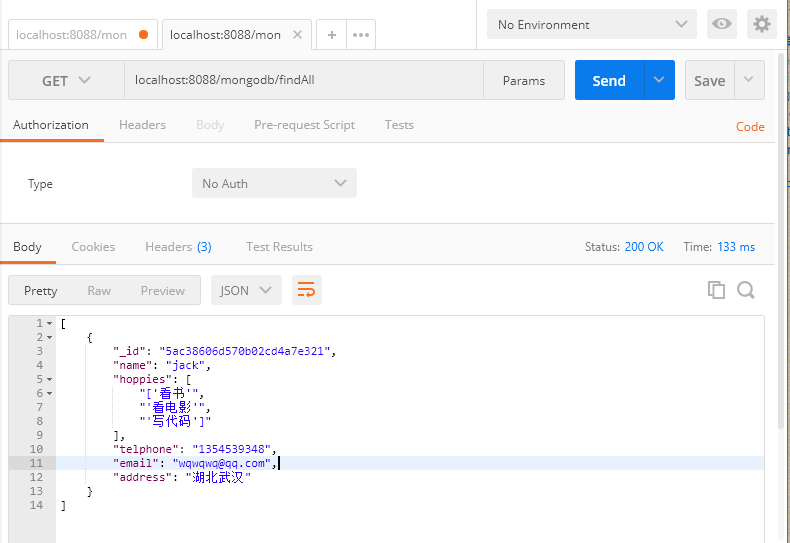 localhost:8088/mon localhost:8088/mon No Environment
GET localhost:8088/mongodb/findAll Params Send Save
Authorization Headers Body Pre-request Script Tests Code
Type No Auth
Body Cookies Headers (3) Test Results Status: 200 OK Time: 133 ms
Pretty Raw Preview JSON
1 [
2 {
3 "_id": "5ac38606d570b02cd4a7e321",
4 "name": "jack",
5 "hoppies": [
6 "['看书'",
7 "'看电影'",
8 "'写代码']"
9 ],
10 "telphone": "1354539348",
11 "email": "wqwqwq@qq.com",
12 "address": "湖北武汉"
13 }
14 ]